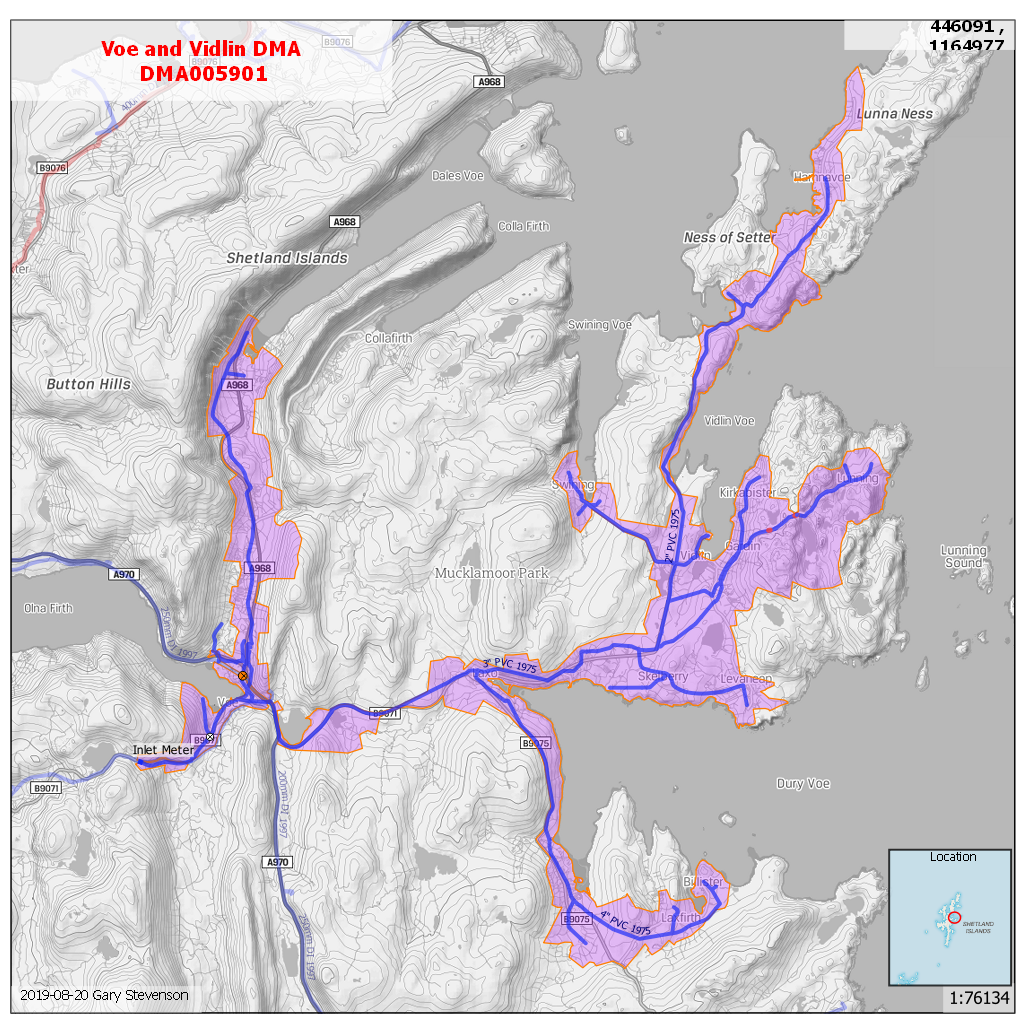 Voe and Vidlin DMA
DMA005901
446091 ,
1164977
B9076
B9076
A968
Lunna Ness
B9076
Dales Voe
Hamnavoe
A968
Colla Firth
Ness of Setter
Shetland Islands
Swining Voe
Collafirth
Button Hills
A968
Vidlin Voe
Swining
Lunning
Kirkabister
2" PVC 1975
Vidlin
Mucklamoor Park
Lunning
Sound
A968
A970
Olna Firth
250mm DI 1997
3" PVC 1975
Laxo
Skelberry
Levaneap
Voe
B9071
B9071
B9075
Inlet Meter
B9071
200mm DI 1997
Dury Voe
A970
Location
SHETLAND
ISLANDS
Billister
B9075
4" PVC 1975
Laxfirth
250mm DI 1997
2019-08-20 Gary Stevenson
1:76134